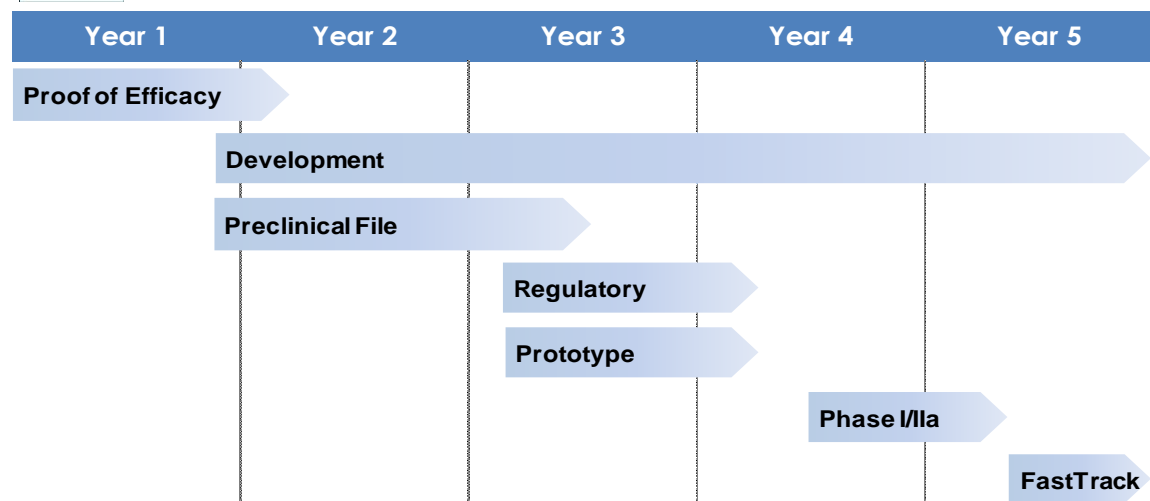 Year 1 Year 2 Year 3 Year 4 Year 5
Proof of Efficacy
Development
Preclinical File
Regulatory
Prototype
Phase I/IIa
FastTrack